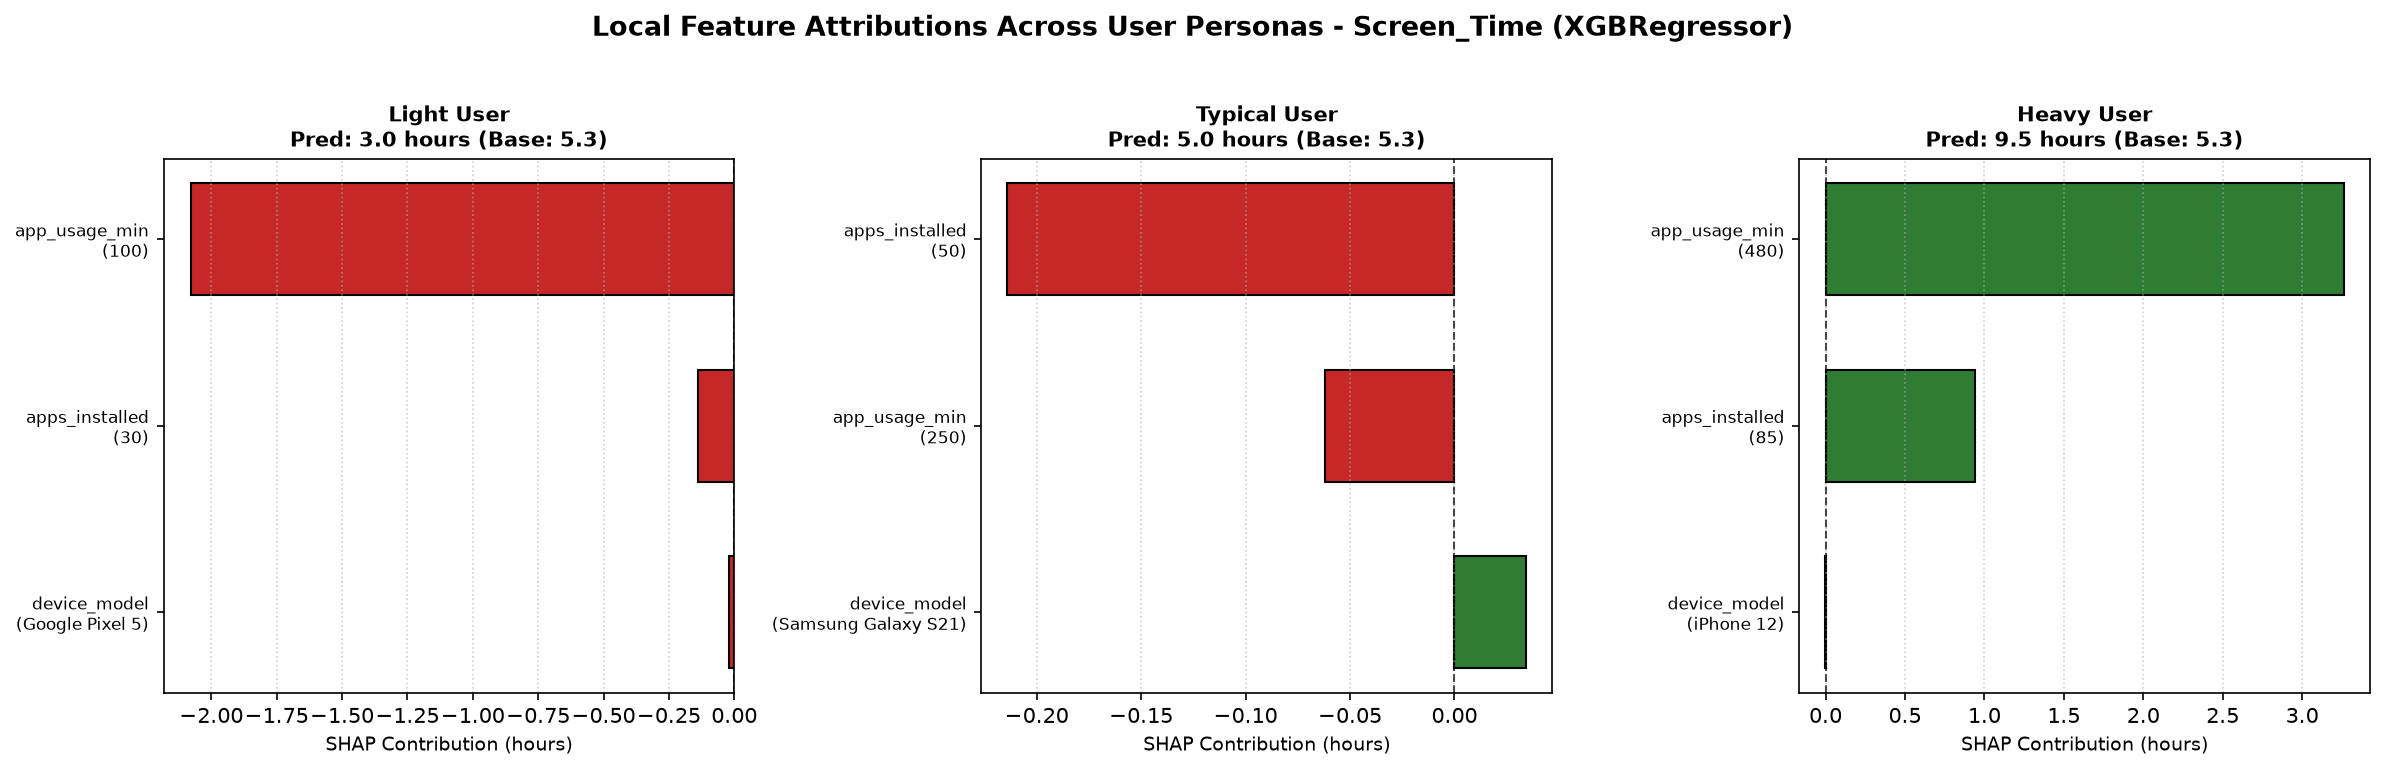 Local Feature Attributions Across User Personas - Screen_Time (XGBRegressor)
Light User
Pred: 3.0 hours (Base: 5.3)
app_usage_min
(100)
apps_installed
(30)
device_model
(Google Pixel 5)
−2.00 −1.75 −1.50 −1.25 −1.00 −0.75 −0.50 −0.25 0.00
SHAP Contribution (hours)
Typical User
Pred: 5.0 hours (Base: 5.3)
apps_installed
(50)
app_usage_min
(250)
device_model
(Samsung Galaxy S21)
−0.20 −0.15 −0.10 −0.05 0.00
SHAP Contribution (hours)
Heavy User
Pred: 9.5 hours (Base: 5.3)
app_usage_min
(480)
apps_installed
(85)
device_model
(iPhone 12)
0.0 0.5 1.0 1.5 2.0 2.5 3.0
SHAP Contribution (hours)